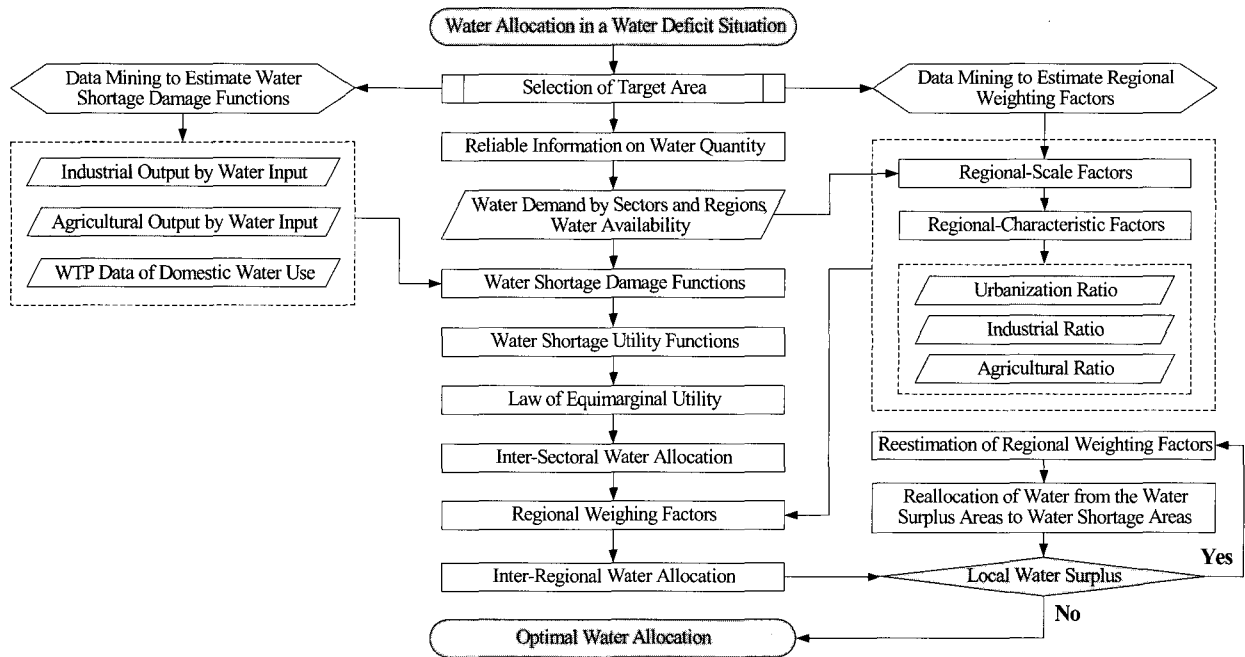 Water Allocation in a Water Deficit Situation
Data Mining to Estimate Water
Shortage Damage Functions
Selection of Target Area
Data Mining to Estimate Regional
Weighting Factors
Reliable Information on Water Quantity
Industrial Output by Water Input
Agricultural Output by Water Input
WTP Data of Domestic Water Use
Water Demand by Sectors and Regions,
Water Availability
Regional-Scale Factors
Regional-Characteristic Factors
Urbanization Ratio
Industrial Ratio
Agricultural Ratio
Water Shortage Damage Functions
Water Shortage Utility Functions
Law of Equimarginal Utility
Inter-Sectoral Water Allocation
Regional Weighing Factors
Inter-Regional Water Allocation
Reestimation of Regional Weighting Factors
Reallocation of Water from the Water
Surplus Areas to Water Shortage Areas
Local Water Surplus
Yes
No
Optimal Water Allocation